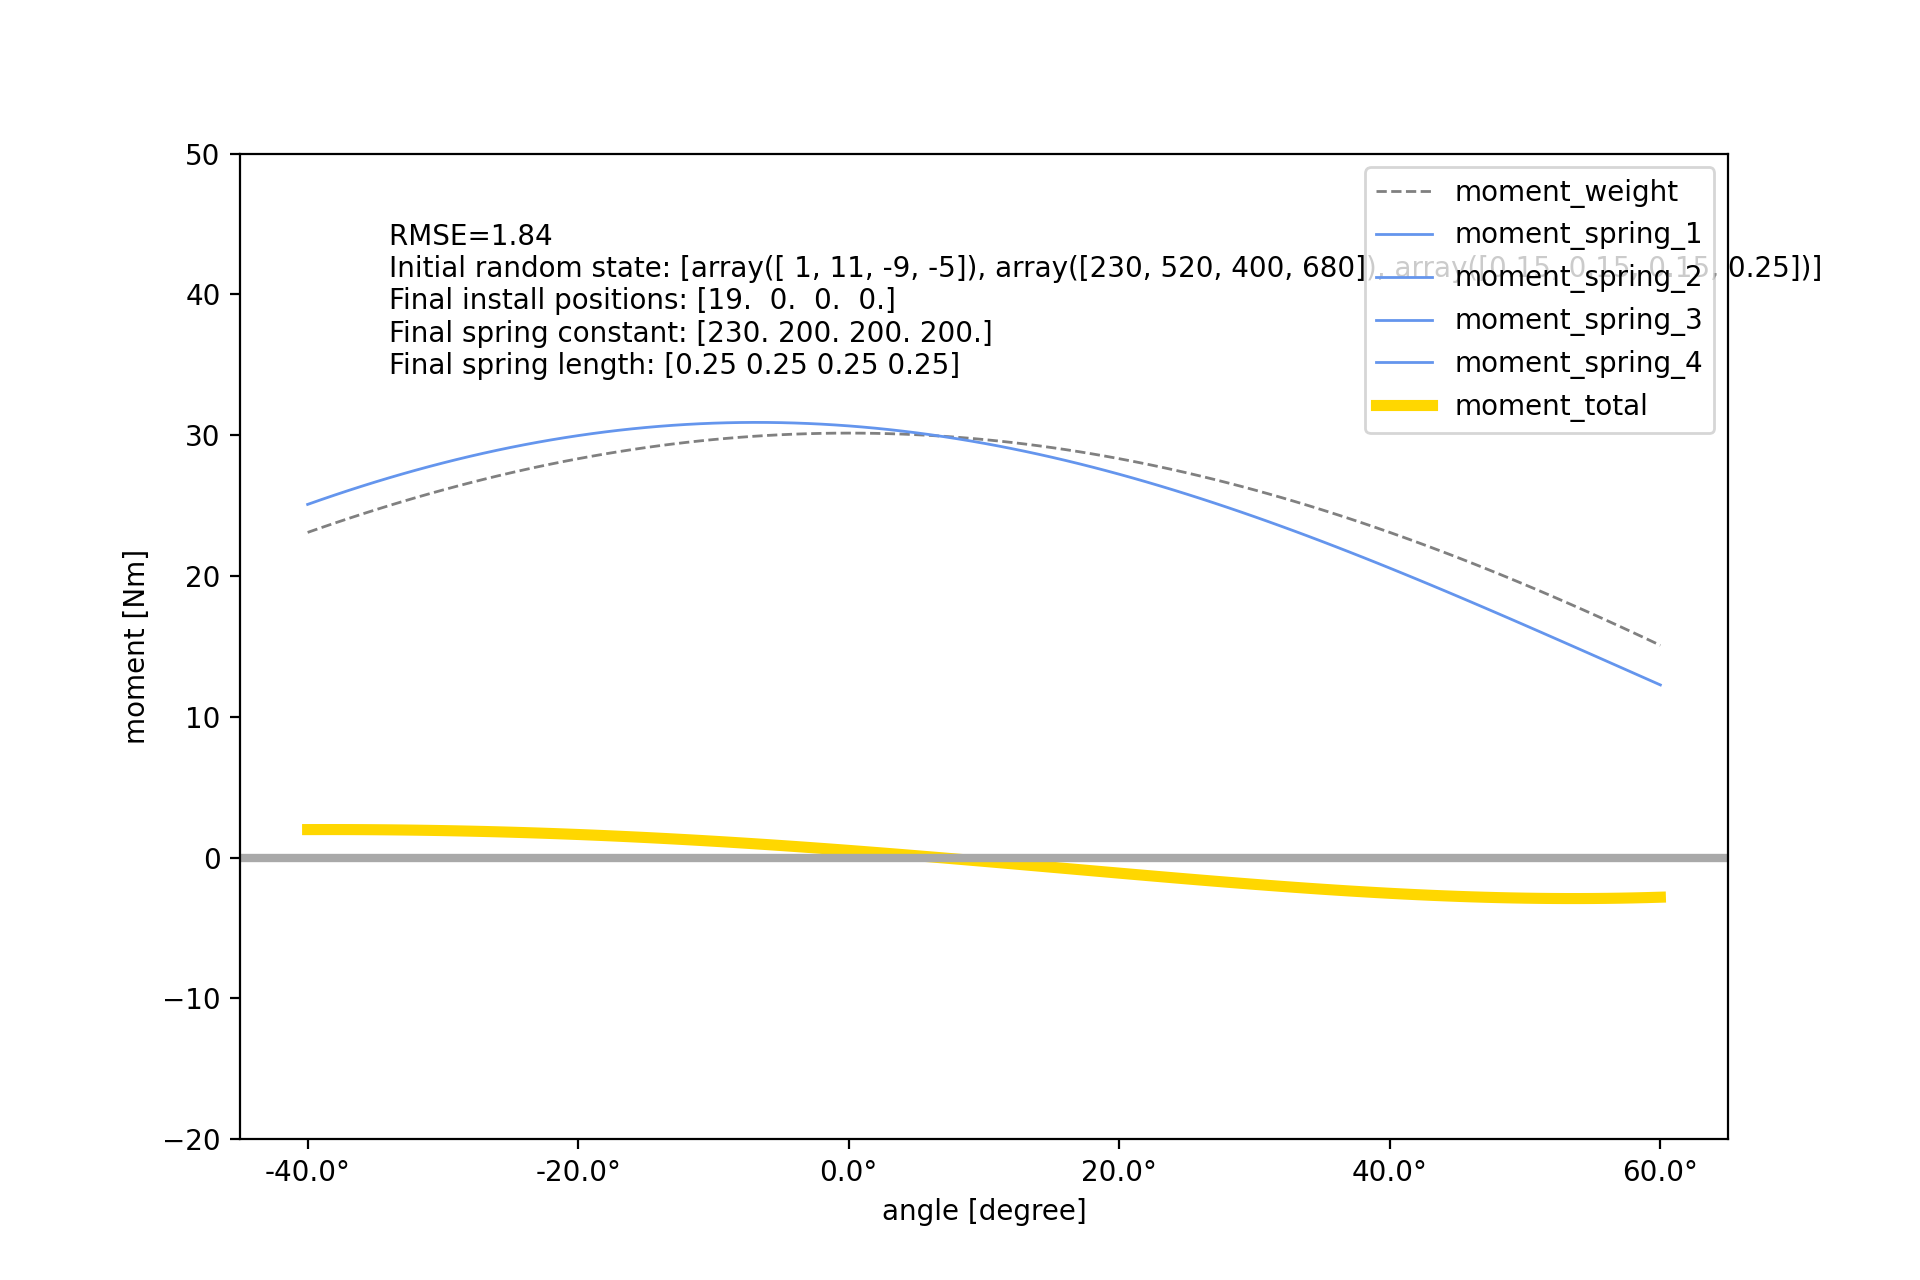 RMSE=1.84
Initial random state: [array([ 1, 11, -9, -5]), array([230, 520, 400, 680]), array([0.15, 0.15, 0.15, 0.25])]
Final install positions: [19.  0.  0.  0.]
Final spring constant: [230. 200. 200. 200.]
Final spring length: [0.25 0.25 0.25 0.25]
moment_weight
moment_spring_1
moment_spring_2
moment_spring_3
moment_spring_4
moment_total
moment [Nm]
50
40
30
20
10
0
−10
−20
-40.0°
-20.0°
0.0°
20.0°
40.0°
60.0°
angle [degree]